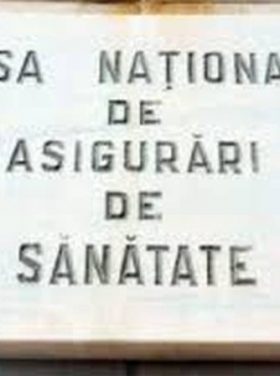 SA NAȚIONA
DE
ASIGURĂRI
DE
SĂNĂTATE